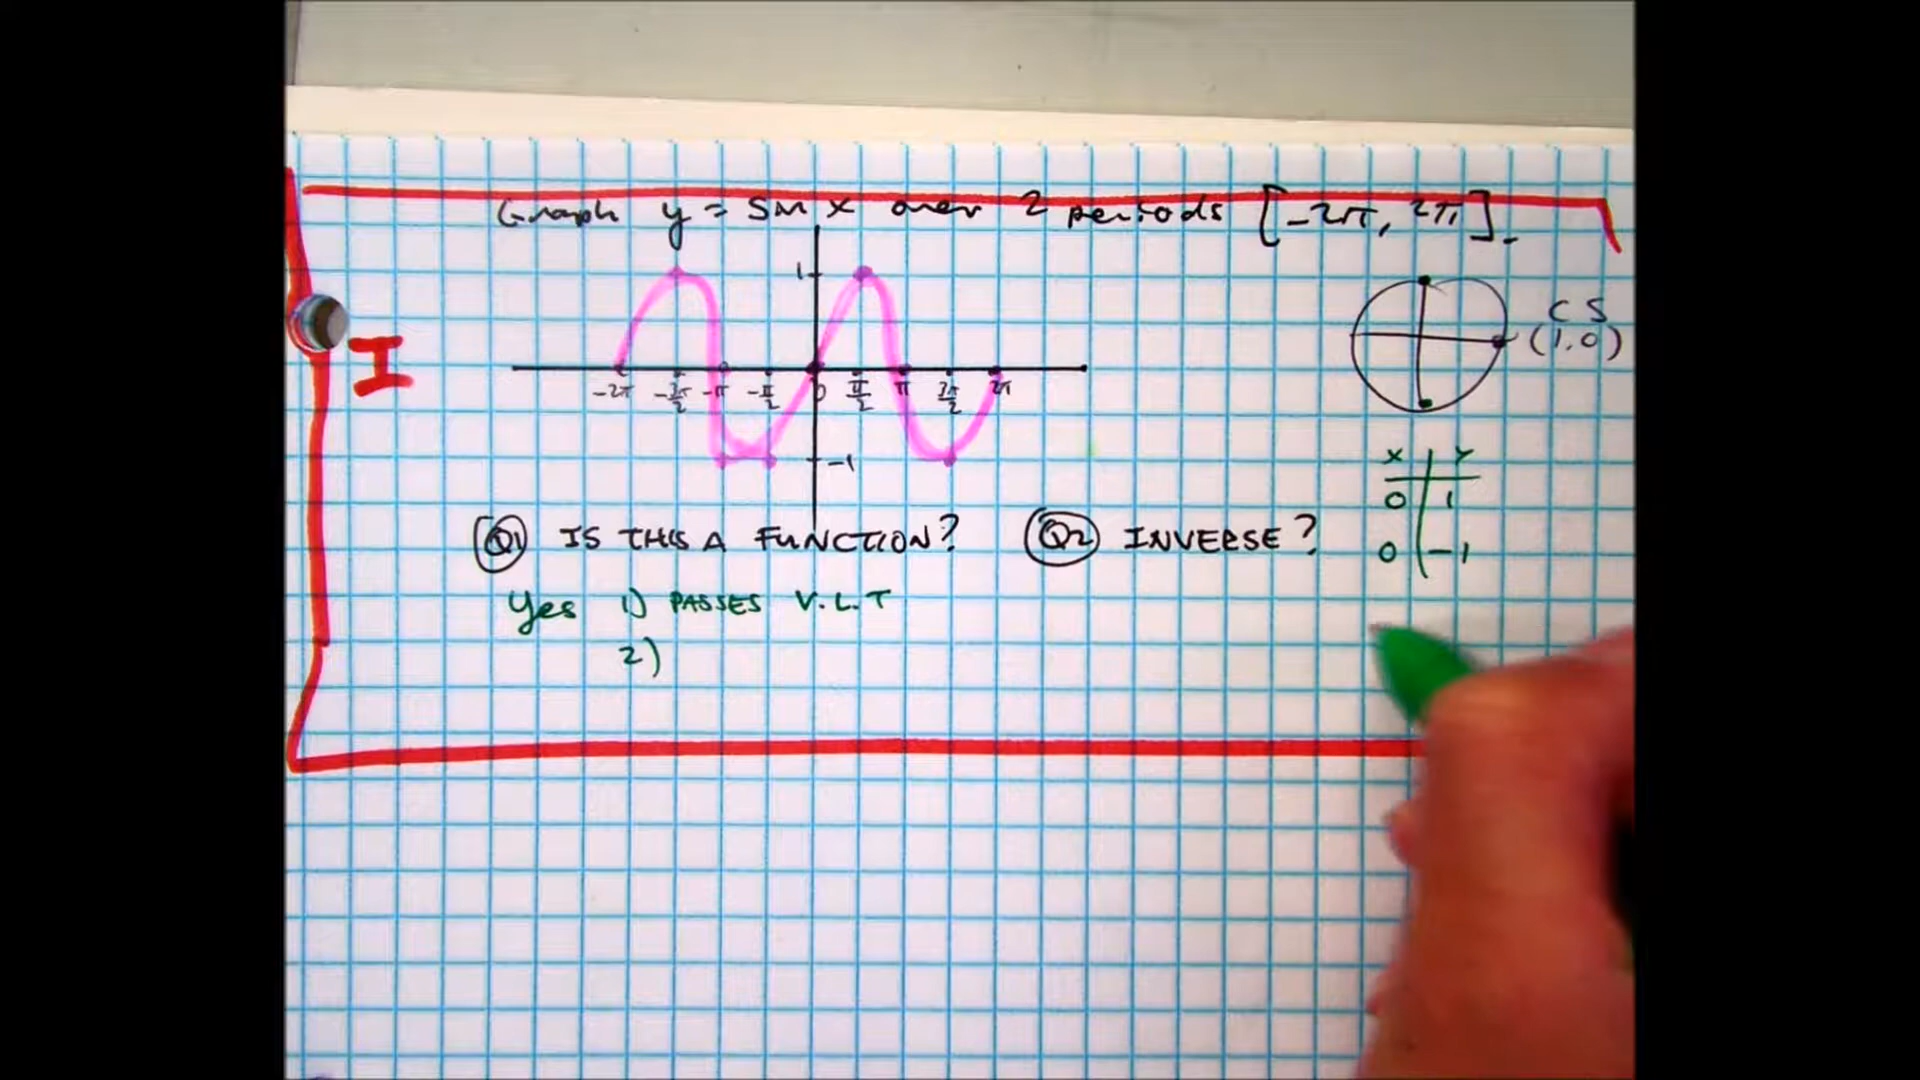 Graph y = sin x over 2 periods [-2π, 2π].
1
C S
(1,0)
I
-2π -3π/2 -π -π/2 0 π/2 π 3π/2 2π
-1
X Y
0 1
0 -1
Q1 IS THIS A FUNCTION? Q2 INVERSE?
Yes 1) PASSES V.L.T
2)